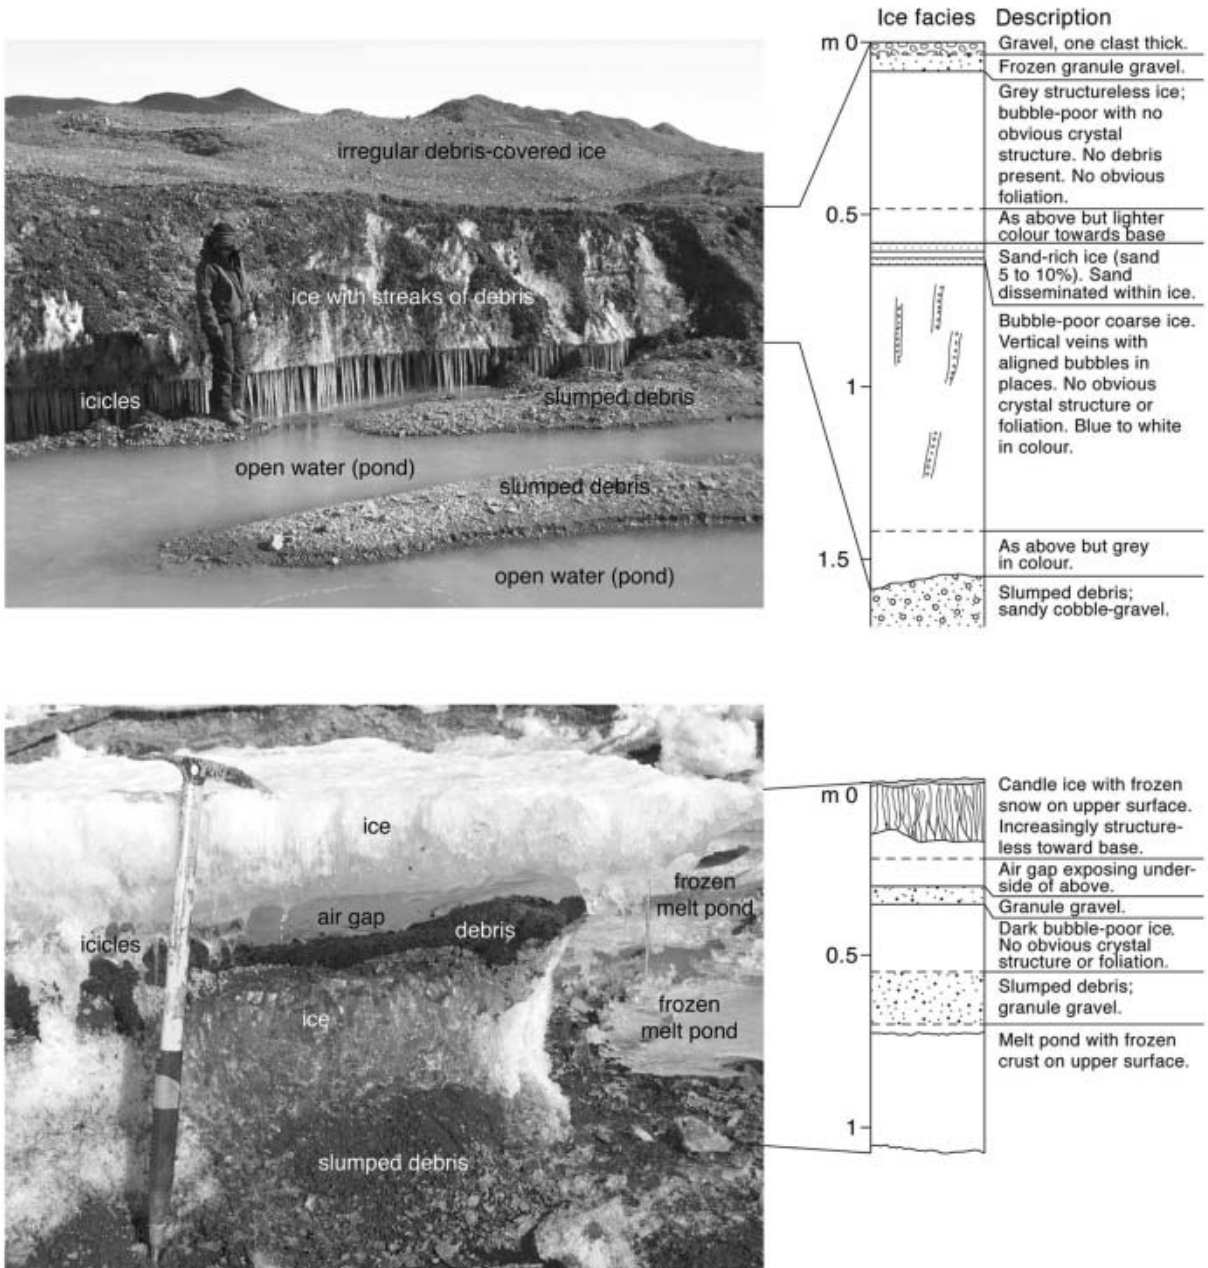 Ice facies Description
m 0
Gravel, one clast thick.
Frozen granule gravel.
Grey structureless ice;
bubble-poor with no
obvious crystal
structure. No debris
present. No obvious
foliation.
0.5
As above but lighter
colour towards base
Sand-rich ice (sand
5 to 10%). Sand
disseminated within ice.
Bubble-poor coarse ice.
Vertical veins with
aligned bubbles in
places. No obvious
crystal structure or
foliation. Blue to white
in colour.
1
As above but grey
in colour.
1.5
Slumped debris;
sandy cobble-gravel.
irregular debris-covered ice
ice with streaks of debris
icicles
slumped debris
open water (pond)
slumped debris
open water (pond)
m 0
Candle ice with frozen
snow on upper surface.
Increasingly structure-
less toward base.
Air gap exposing under-
side of above.
Granule gravel.
Dark bubble-poor ice.
No obvious crystal
structure or foliation.
0.5
Slumped debris;
granule gravel.
Melt pond with frozen
crust on upper surface.
1
ice
frozen
melt pond
air gap
debris
icicles
ice
frozen
melt pond
slumped debris